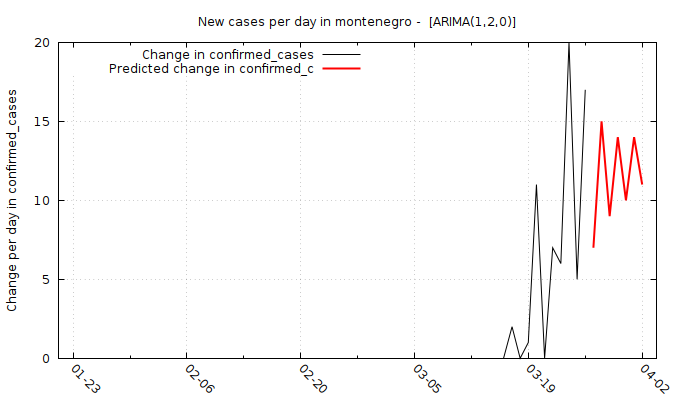 New cases per day in montenegro -  [ARIMA(1,2,0)]
Change in confirmed_cases
Predicted change in confirmed_c
Change per day in confirmed_cases
20
15
10
5
0
01-23
02-06
02-20
03-05
03-19
04-02